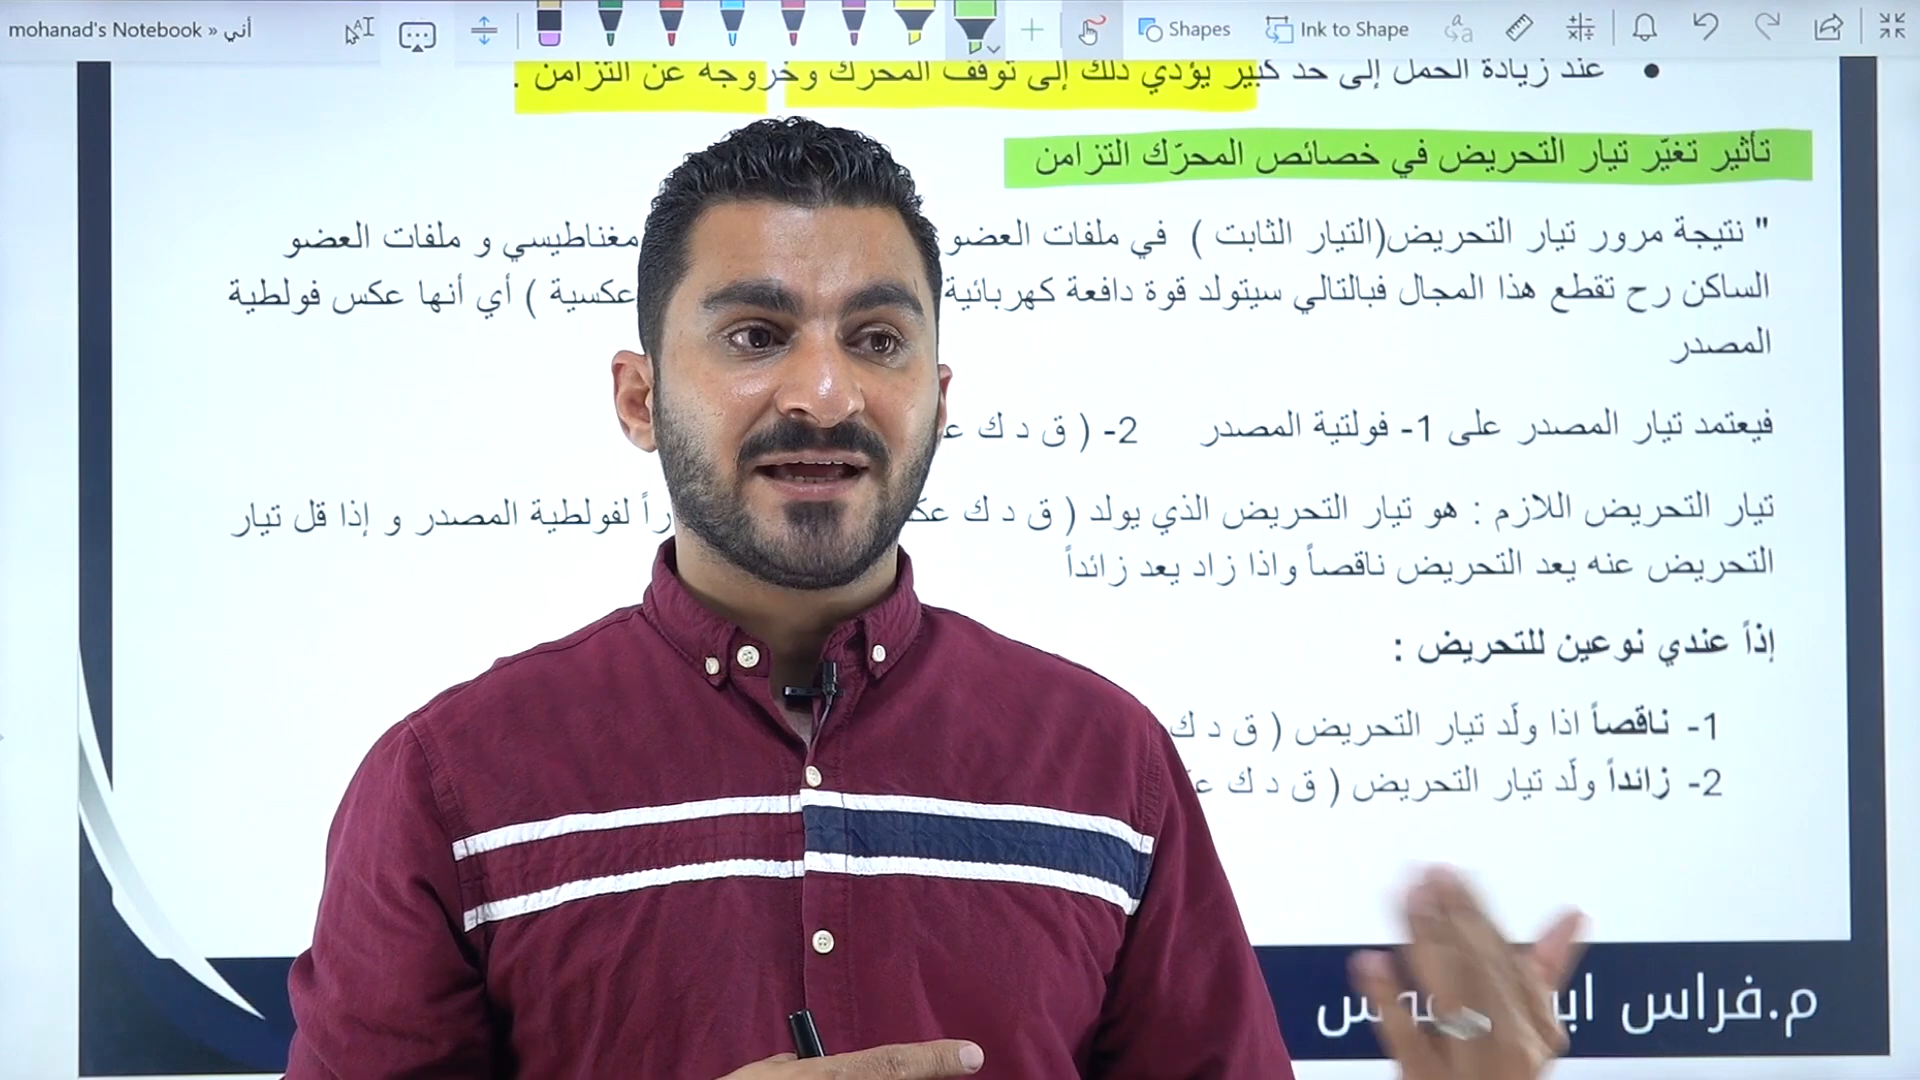 mohanad's Notebook » أني
Shapes
Ink to Shape
عند زيادة الحمل إلى حد كبير يؤدي ذلك إلى توقف المحرك وخروجه عن التزامن .
تأثير تغيّر تيار التحريض في خصائص المحرّك التزامن
" نتيجة مرور تيار التحريض(التيار الثابت ) في ملفات العضو مغناطيسي و ملفات العضو
الساكن رح تقطع هذا المجال فبالتالي سيتولد قوة دافعة كهربائية عكسية ) أي أنها عكس فولطية
المصدر
فيعتمد تيار المصدر على 1- فولتية المصدر 2- ( ق د ك
تيار التحريض اللازم : هو تيار التحريض الذي يولد ( ق د ك لفولطية المصدر و إذا قل تيار
التحريض عنه يعد التحريض ناقصاً واذا زاد يعد زائداً
إذاً عندي نوعين للتحريض :
1- ناقصاً اذا ولّد تيار التحريض ( ق د ك
2- زائداً ولّد تيار التحريض ( ق د ك
م.فراس